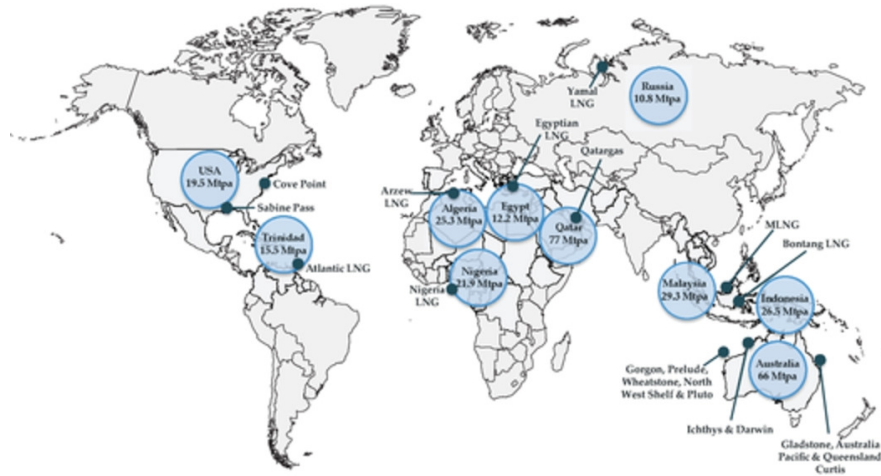 Russia
10.8 Mtpa
Yamal
LNG
Egyptian
LNG
Qatargas
USA
19.5 Mtpa
Cove Point
Sabine Pass
Arzew
LNG
Algeria
25.3 Mtpa
Egypt
12.2 Mtpa
Qatar
77 Mtpa
Trinidad
15.5 Mtpa
Atlantic LNG
Nigeria
21.9 Mtpa
Nigeria
LNG
MLNG
Bontang LNG
Malaysia
29.3 Mtpa
Indonesia
26.5 Mtpa
Australia
66 Mtpa
Gorgon, Prelude,
Wheatstone, North
West Shelf & Pluto
Ichthys & Darwin
Gladstone, Australia
Pacific & Queensland
Curtis